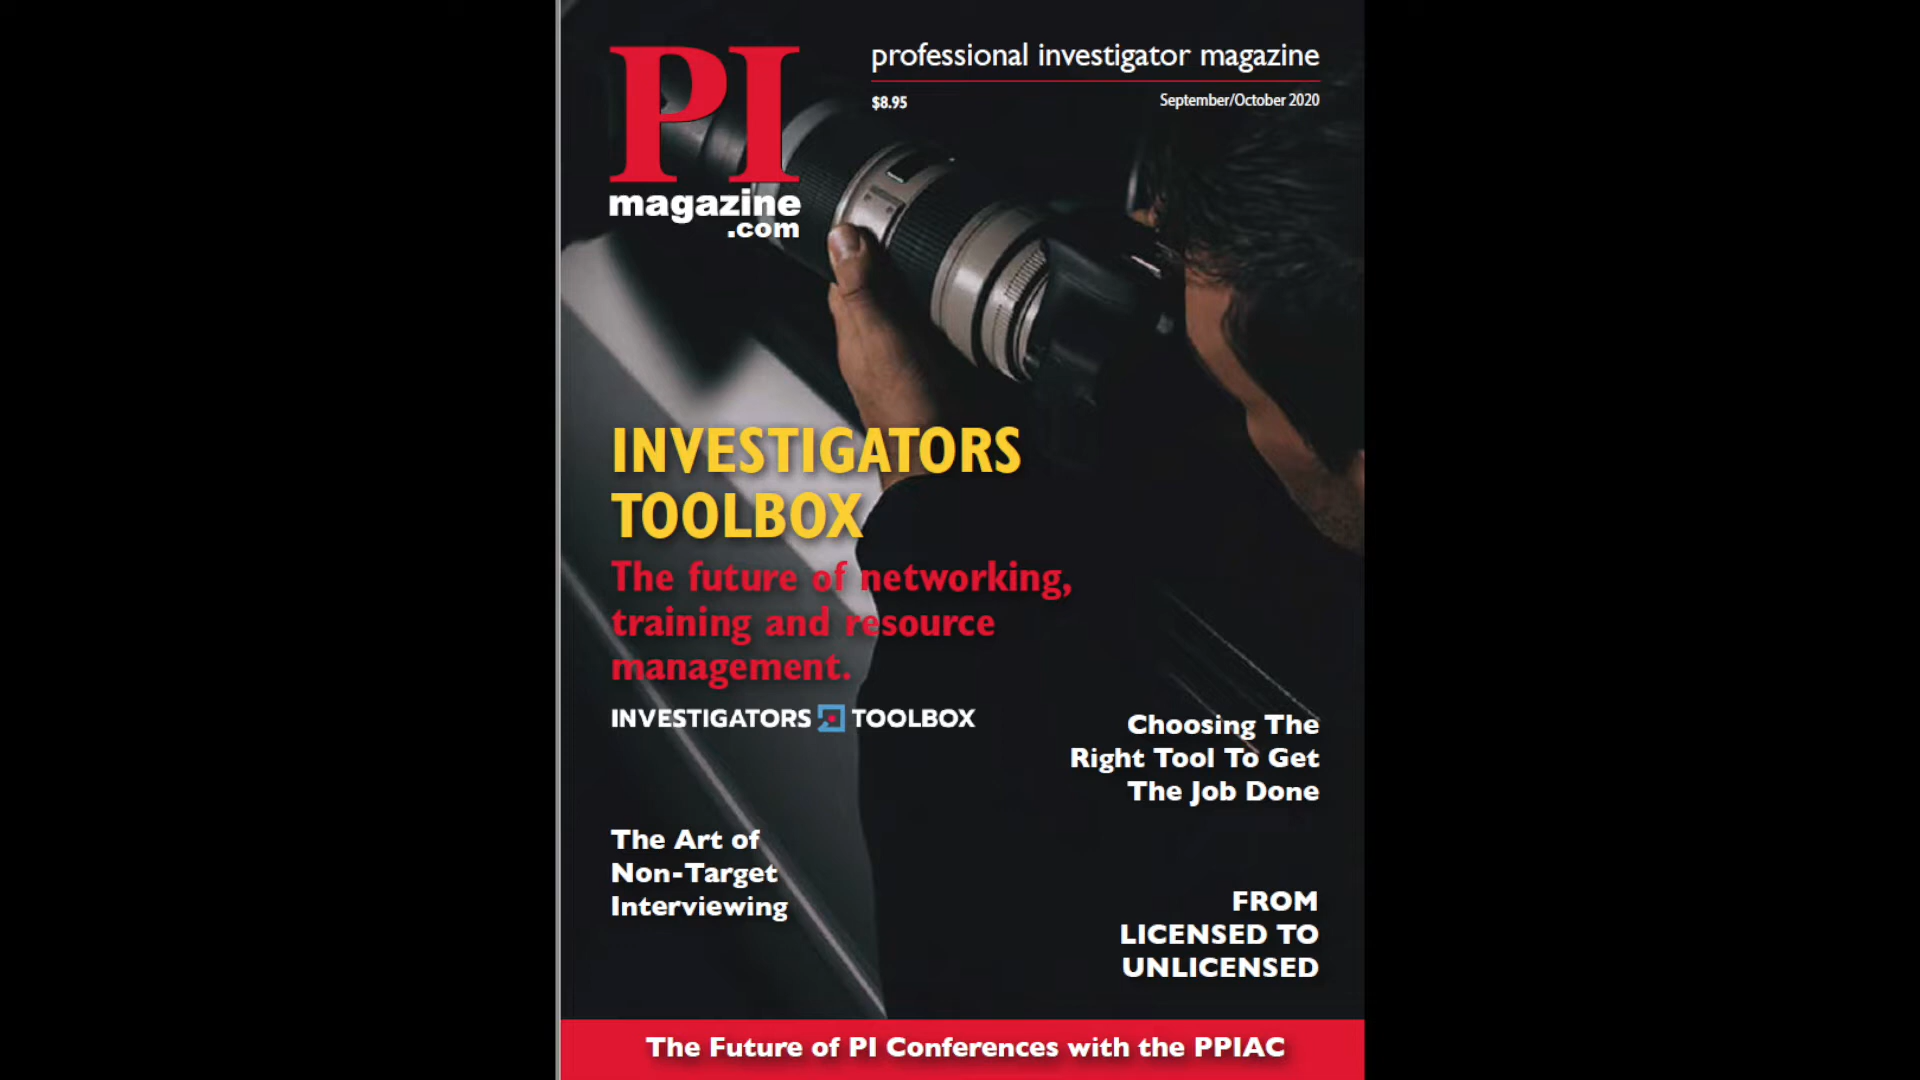 PI
magazine
.com
professional investigator magazine
$8.95
September/October 2020
INVESTIGATORS
TOOLBOX
The future of networking,
training and resource
management.
INVESTIGATORS TOOLBOX
Choosing The
Right Tool To Get
The Job Done
The Art of
Non-Target
Interviewing
FROM
LICENSED TO
UNLICENSED
The Future of PI Conferences with the PPIAC